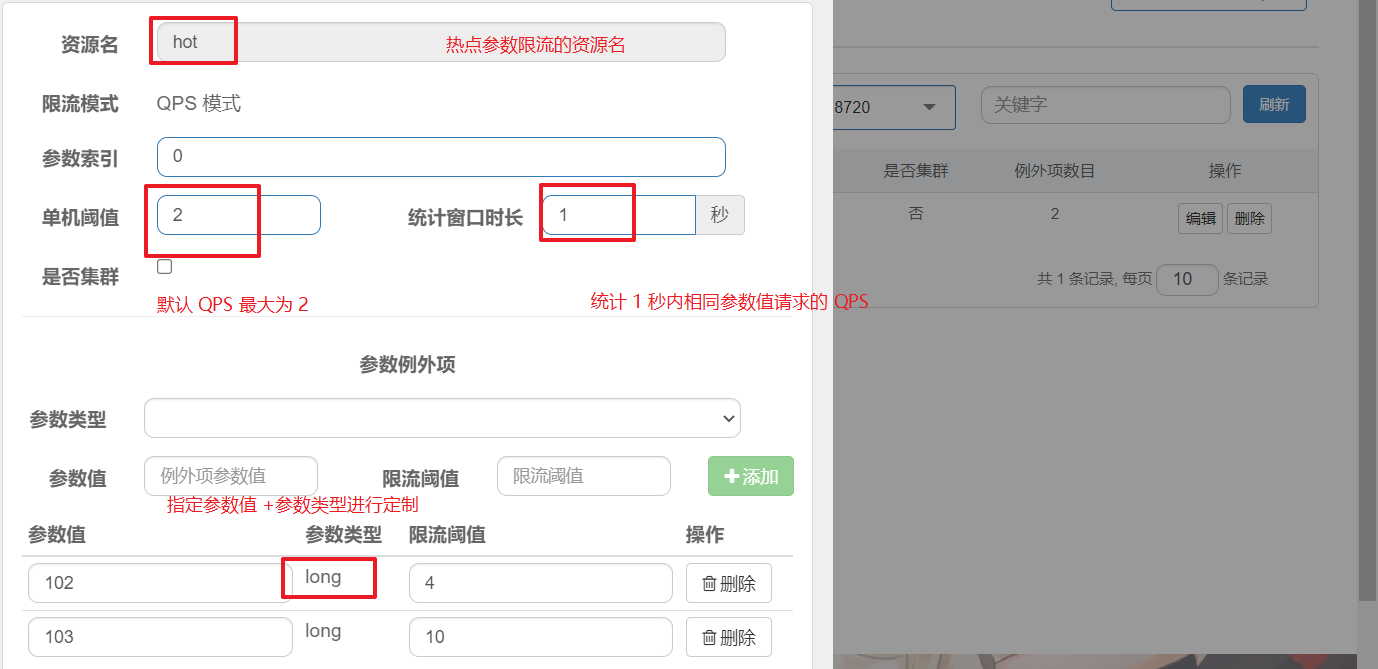 资源名 hot 热点参数限流的资源名
限流模式 QPS 模式
参数索引 0
单机阈值 2 统计窗口时长 1 秒
是否集群
默认 QPS 最大为 2 统计 1 秒内相同参数值请求的 QPS
参数例外项
参数类型
参数值 例外项参数值 限流阈值 限流阈值 添加
指定参数值 +参数类型进行定制
参数值 参数类型 限流阈值 操作
102 long 4 删除
103 long 10 删除
8720 关键字 刷新
是否集群 例外项数目 操作
否 2 编辑 删除
共 1 条记录, 每页 10 条记录